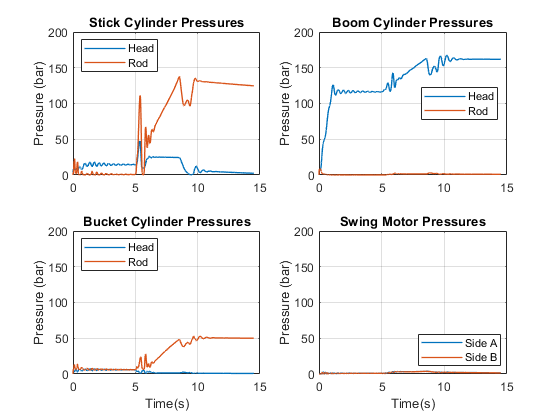 Stick Cylinder Pressures
200
150
100
50
0
Pressure (bar)
Head
Rod
0 5 10 15
Boom Cylinder Pressures
200
150
100
50
0
Pressure (bar)
Head
Rod
0 5 10 15
Bucket Cylinder Pressures
200
150
100
50
0
Pressure (bar)
Head
Rod
0 5 10 15
Time(s)
Swing Motor Pressures
200
150
100
50
0
Pressure (bar)
Side A
Side B
0 5 10 15
Time(s)